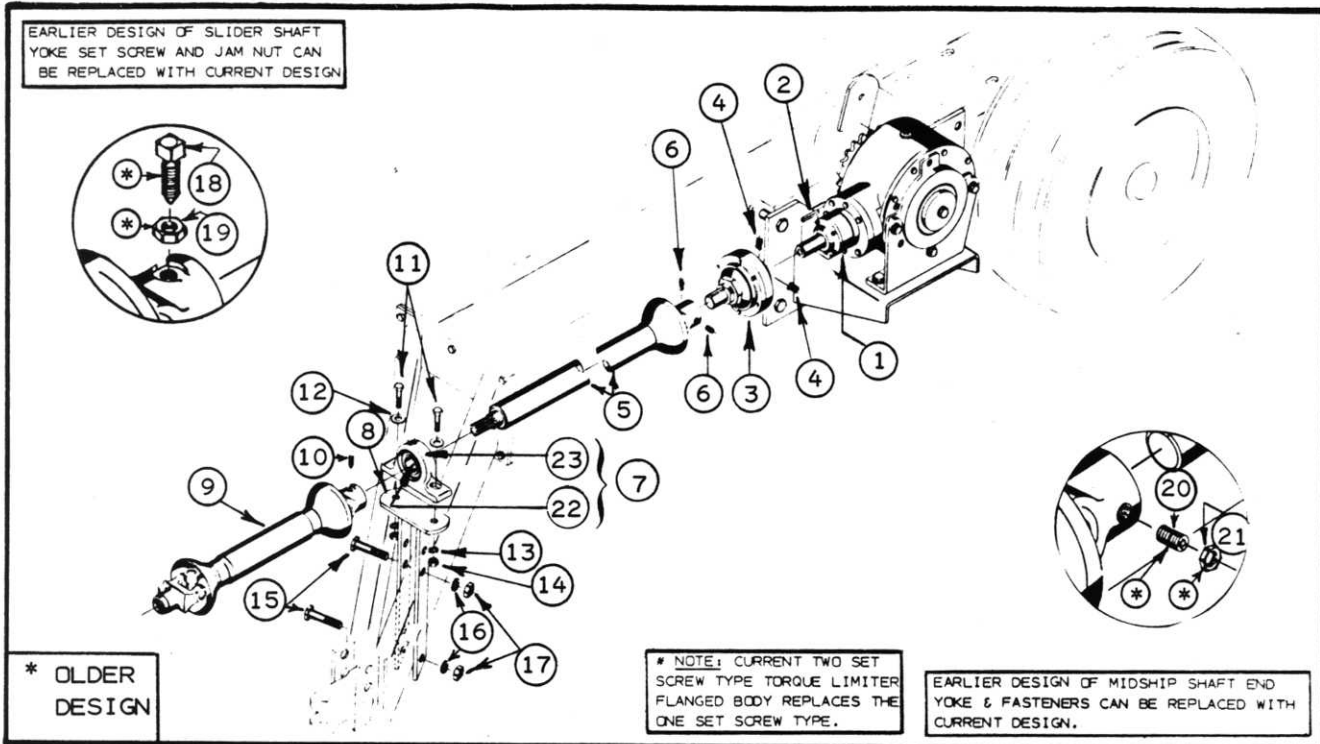 EARLIER DESIGN OF SLIDER SHAFT
YOKE SET SCREW AND JAM NUT CAN
BE REPLACED WITH CURRENT DESIGN
*
18
*
19
11
12
8
10
9
23
22
7
13
14
15
16
17
6
4
2
5
6
3
4
1
20
21
*
*
* OLDER
DESIGN
* NOTE: CURRENT TWO SET
SCREW TYPE TORQUE LIMITER
FLANGED BODY REPLACES THE
ONE SET SCREW TYPE.
EARLIER DESIGN OF MIDSHIP SHAFT END
YOKE & FASTENERS CAN BE REPLACED WITH
CURRENT DESIGN.